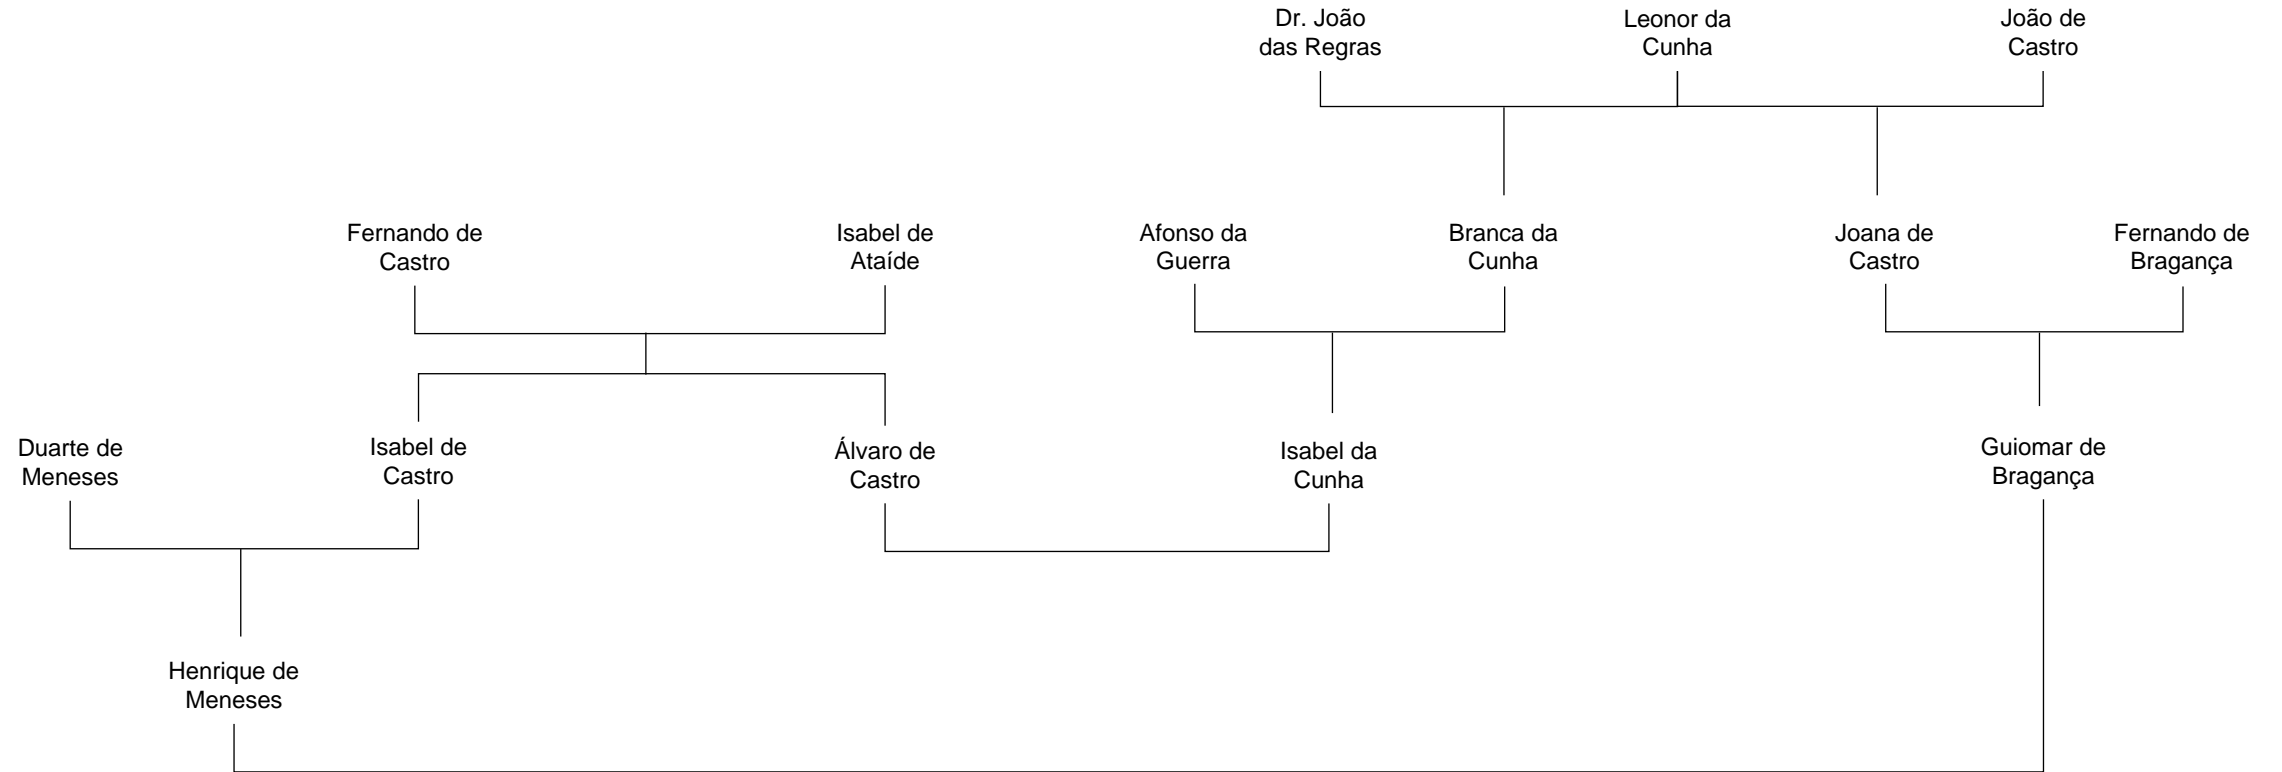 Dr. João
das Regras
Leonor da
Cunha
João de
Castro
Fernando de
Castro
Isabel de
Ataíde
Afonso da
Guerra
Branca da
Cunha
Joana de
Castro
Fernando de
Bragança
Duarte de
Meneses
Isabel de
Castro
Álvaro de
Castro
Isabel da
Cunha
Guiomar de
Bragança
Henrique de
Meneses